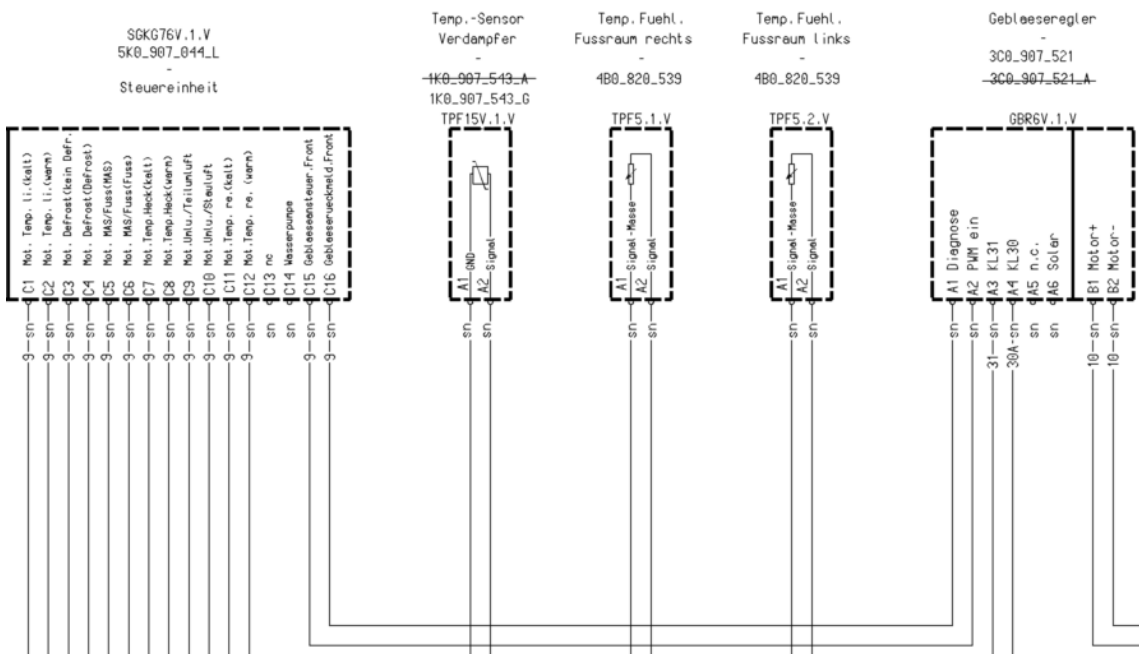 SGKG76V.1.V
5K0_907_044_L
-
Steuereinheit
Temp.-Sensor
Verdampfer
-
1K0_907_543_A
1K0_907_543_G
TPF15V.1.V
Temp.Fuehl.
Fussraum rechts
-
4B0_820_539
TPF5.1.V
Temp.Fuehl.
Fussraum links
-
4B0_820_539
TPF5.2.V
Geblaeseregler
-
3C0_907_521
3C0_907_521_A
GBR6V.1.V
C1 Mot. Temp. li.(kalt)
C2 Mot. Temp. li.(warm)
C3 Mot. Defrost(kein Defr.
C4 Mot. Defrost(Defrost)
C5 Mot. MAS/Fuss(MAS)
C6 Mot. MAS/Fuss(Fuss)
C7 Mot.Temp.Heck(kalt)
C8 Mot.Temp.Heck(warm)
C9 Mot.Umlu./Teilumluft
C10 Mot.Umlu./Stauluft
C11 Mot.Temp. re.(kalt)
C12 Mot.Temp. re. (warm)
C13 nc
C14 Wasserpumpe
C15 Geblaeseansteuer.Front
C16 Geblaeserueckmeld.Front
A1 GND
A2 Signal
A1 Signal-Masse
A2 Signal
A1 Signal-Masse
A2 Signal
A1 Diagnose
A2 PWM ein
A3 KL31
A4 KL30
A5 n.c.
A6 Solar
B1 Motor+
B2 Motor-
9-sn
9-sn
9-sn
9-sn
9-sn
9-sn
9-sn
9-sn
9-sn
9-sn
9-sn
9-sn
sn
sn
9-sn
9-sn
sn
sn
sn
sn
sn
sn
sn
sn
31-sn
30A-sn
sn
sn
10-sn
10-sn